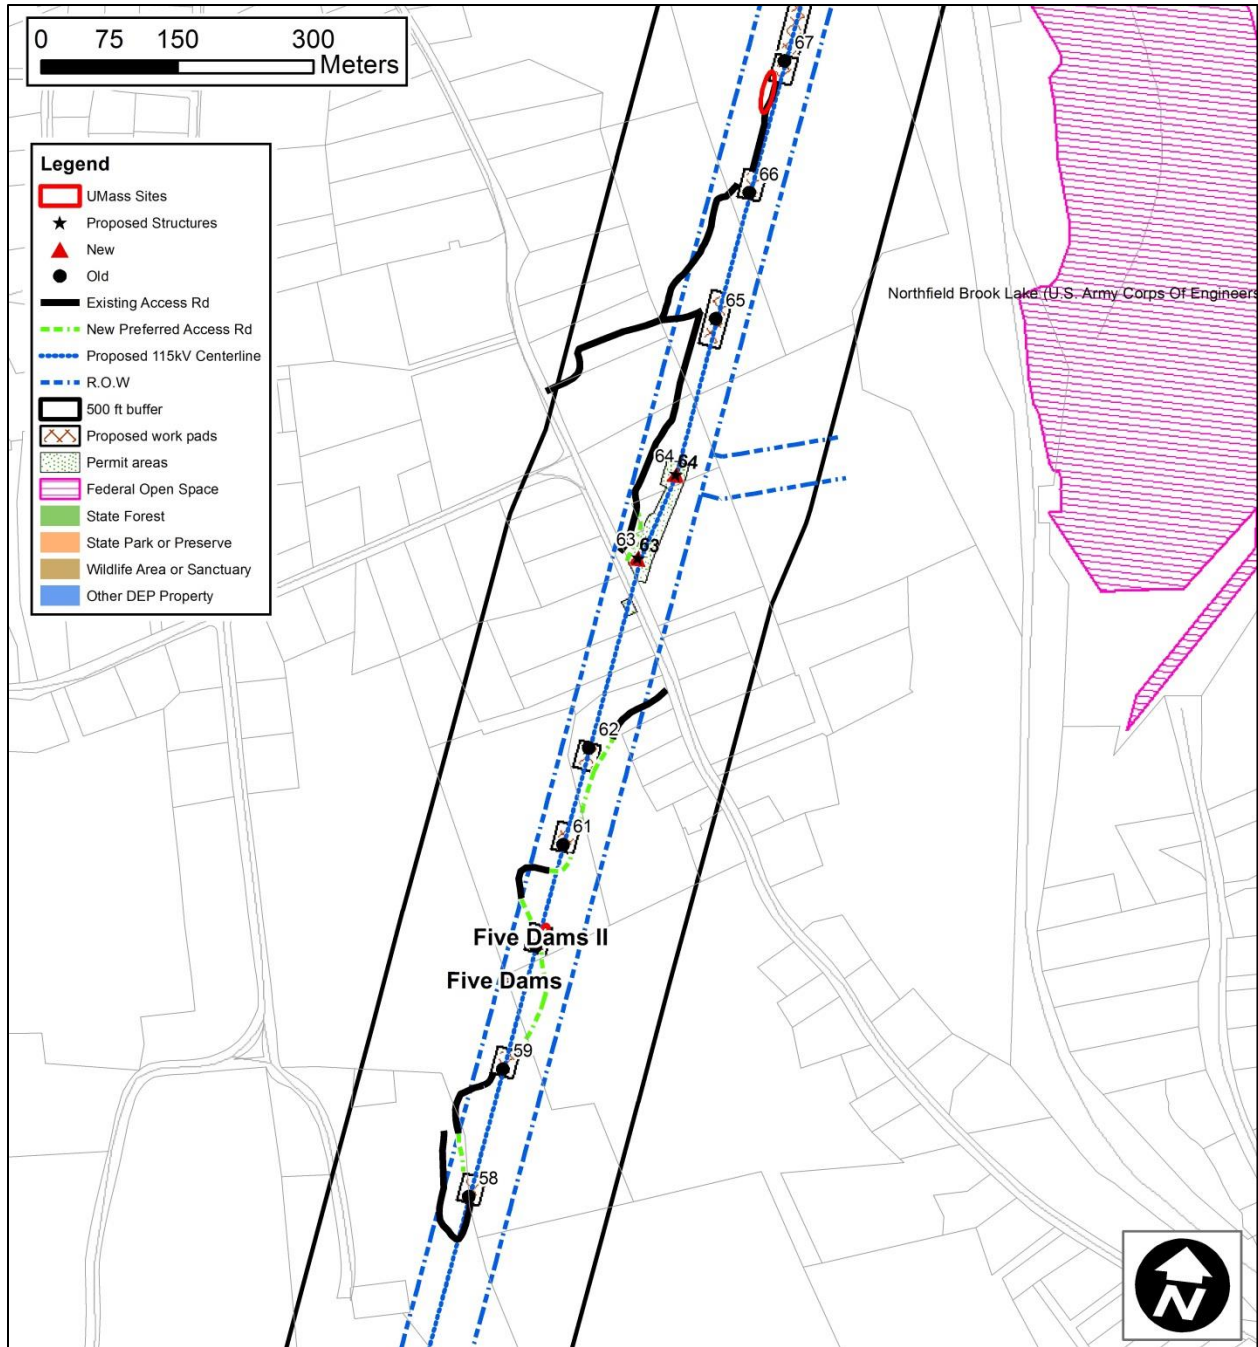 0 75 150 300
Meters
Legend
UMass Sites
Proposed Structures
New
Old
Existing Access Rd
New Preferred Access Rd
Proposed 115kV Centerline
R.O.W
500 ft buffer
Proposed work pads
Permit areas
Federal Open Space
State Forest
State Park or Preserve
Wildlife Area or Sanctuary
Other DEP Property
67
66
Northfield Brook Lake (U.S. Army Corps Of Engineers
65
64 64
63 63
62
61
Five Dams II
Five Dams
59
58
N